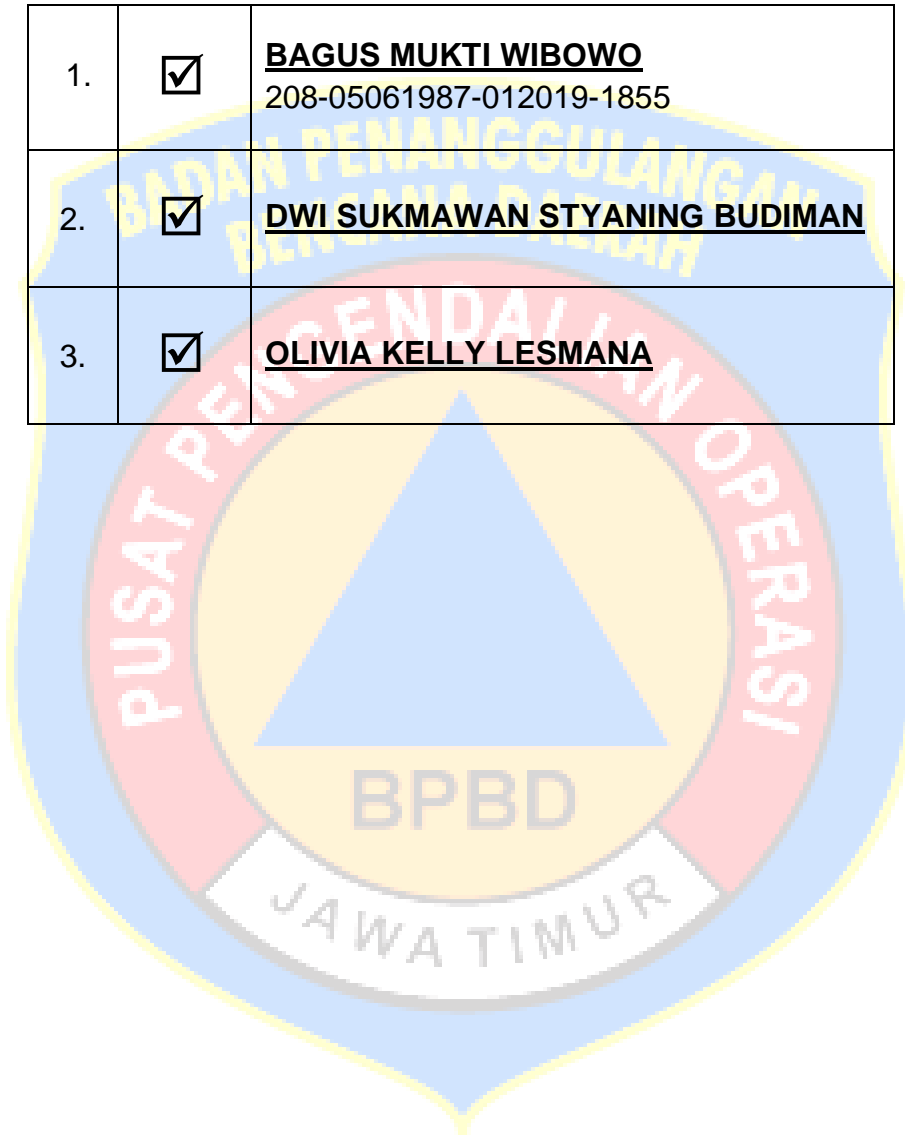 1. ☑ BAGUS MUKTI WIBOWO
208-05061987-012019-1855
2. ☑ DWI SUKMAWAN STYANING BUDIMAN
3. ☑ OLIVIA KELLY LESMANA
BADAN PENANGGULANGAN
BENCANA DAERAH
PUSAT PENGENDALIAN OPERASI
BPBD
JAWA TIMUR